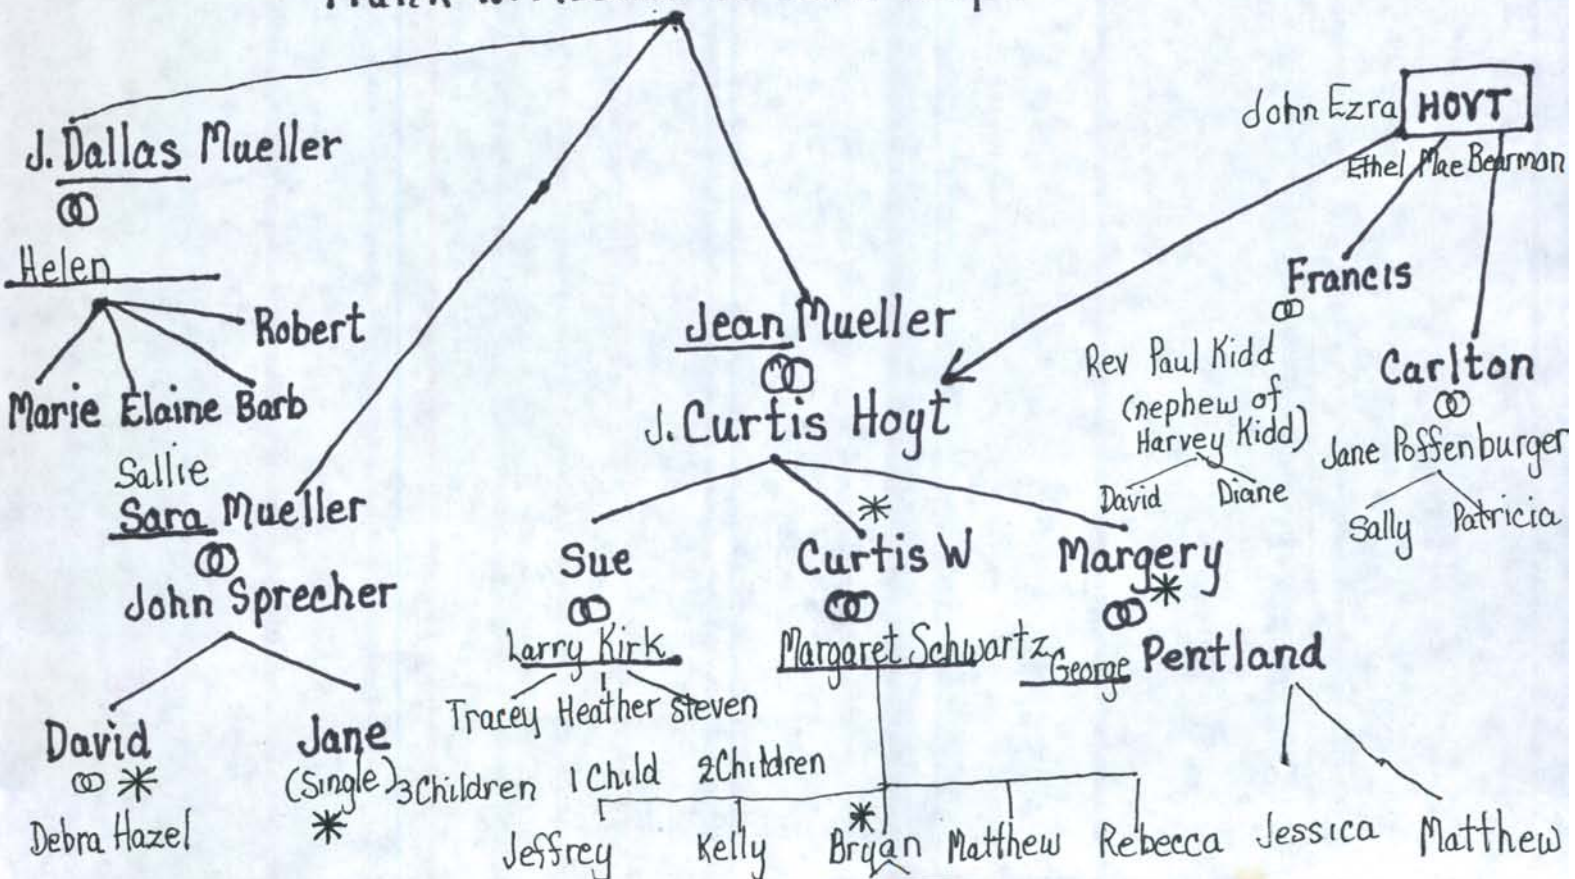 J. Dallas Mueller
Helen
Robert
Marie Elaine Barb
Sallie
Sara Mueller
John Sprecher
David
Debra Hazel
Jane
(Single)
Jean Mueller
J. Curtis Hoyt
Sue
Larry Kirk
Tracey Heather Steven
3 Children 1 Child 2 Children
Curtis W
Margaret Schwartz
Jeffrey Kelly Bryan Matthew Rebecca
Margery
George Pentland
Jessica Matthew
John Ezra HOYT
Ethel Mae Bearman
Francis
Rev Paul Kidd
(nephew of
Harvey Kidd)
David Diane
Carlton
Jane Poffenburger
Sally Patricia